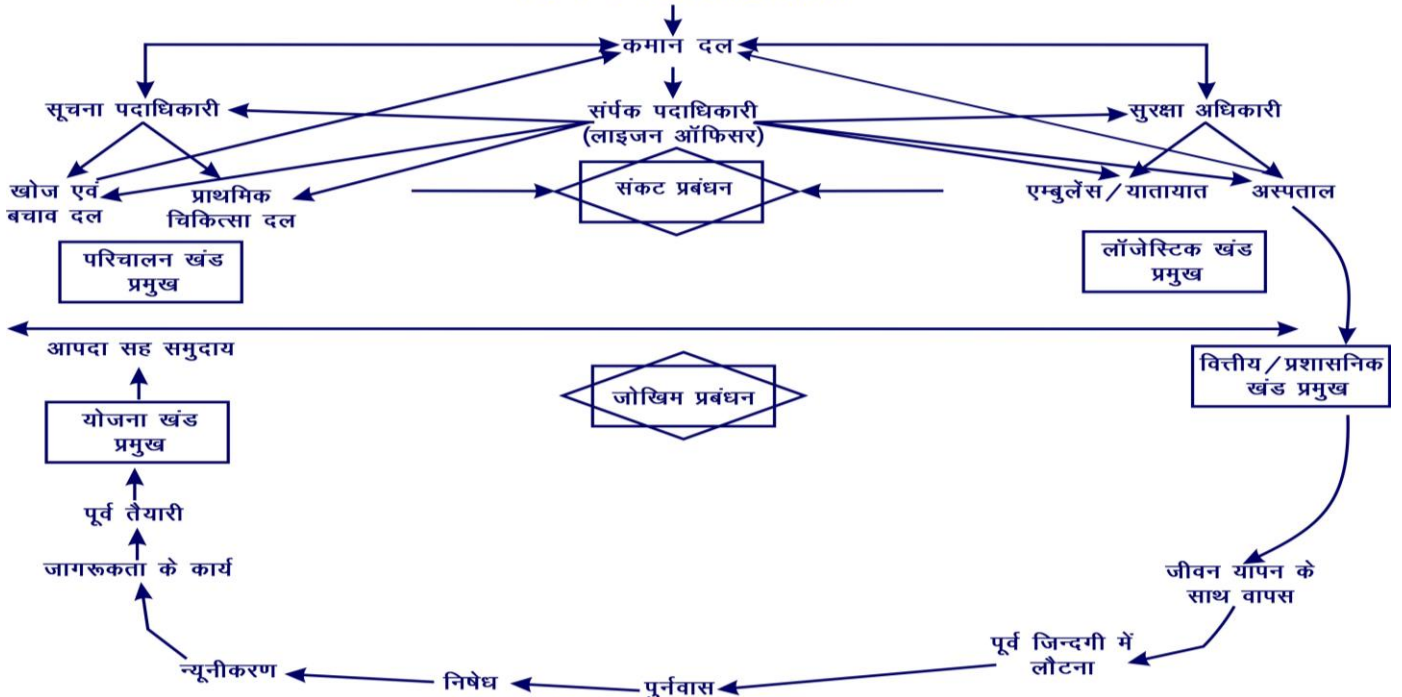 कमान दल
सूचना पदाधिकारी
संर्पक पदाधिकारी
(लाइजन ऑफिसर)
सुरक्षा अधिकारी
खोज एवं
बचाव दल
प्राथमिक
चिकित्सा दल
संकट प्रबंधन
एम्बुलेंस/यातायात
अस्पताल
परिचालन खंड
प्रमुख
लॉजेस्टिक खंड
प्रमुख
आपदा सह समुदाय
जोखिम प्रबंधन
वित्तीय/प्रशासनिक
खंड प्रमुख
योजना खंड
प्रमुख
पूर्व तैयारी
जागरूकता के कार्य
जीवन यापन के
साथ वापस
पूर्व जिन्दगी में
लौटना
न्यूनीकरण
निषेध
पुर्नवास